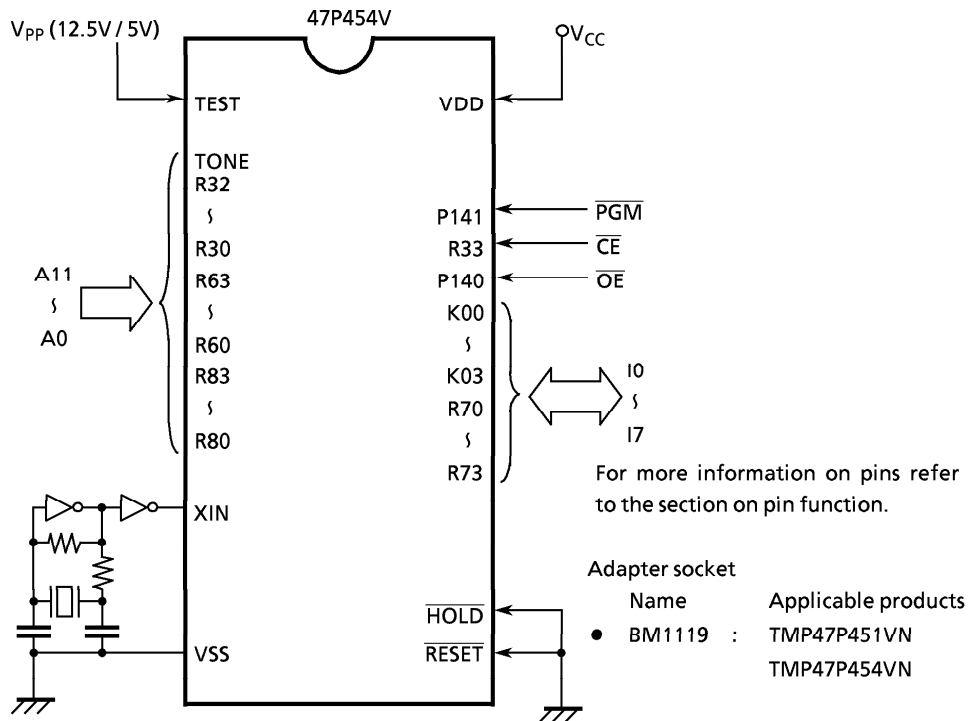 47P454V
VPP (12.5V / 5V)
VCC
TEST
VDD
TONE
R32
≀
R30
R63
≀
R60
R83
≀
R80
A11
≀
A0
P141
PGM
R33
CE
P140
OE
K00
≀
K03
R70
≀
R73
I0
≀
I7
For more information on pins refer
to the section on pin function.
XIN
Adapter socket
Name Applicable products
HOLD
● BM1119 : TMP47P451VN
VSS
RESET
TMP47P454VN